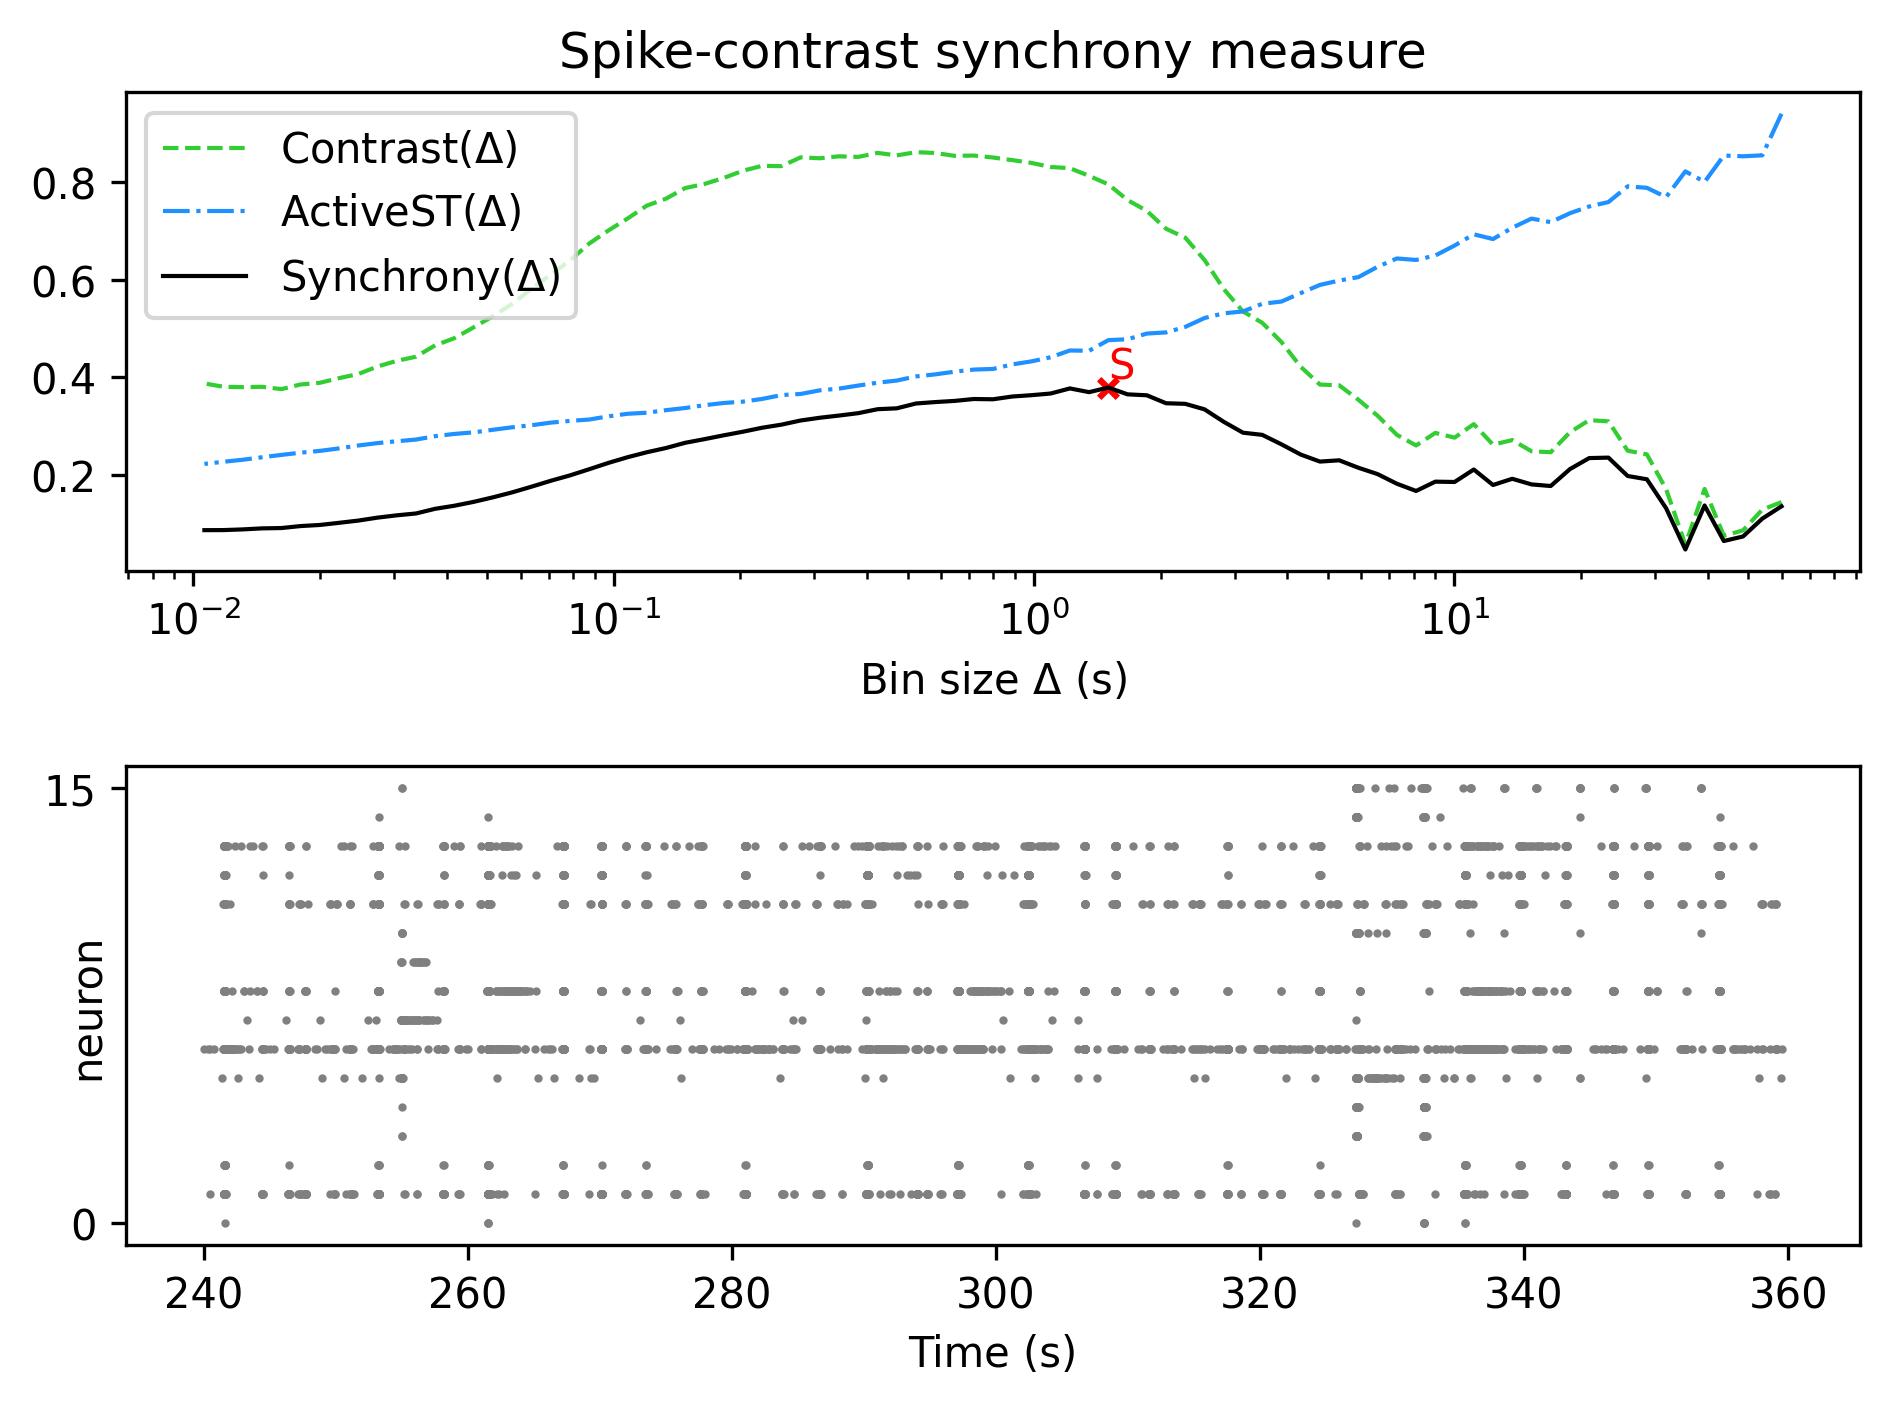 Spike-contrast synchrony measure
Contrast(Δ)
ActiveST(Δ)
Synchrony(Δ)
0.8
0.6
0.4
0.2
S
10⁻² 10⁻¹ 10⁰ 10¹
Bin size Δ (s)
15
neuron
0
240 260 280 300 320 340 360
Time (s)